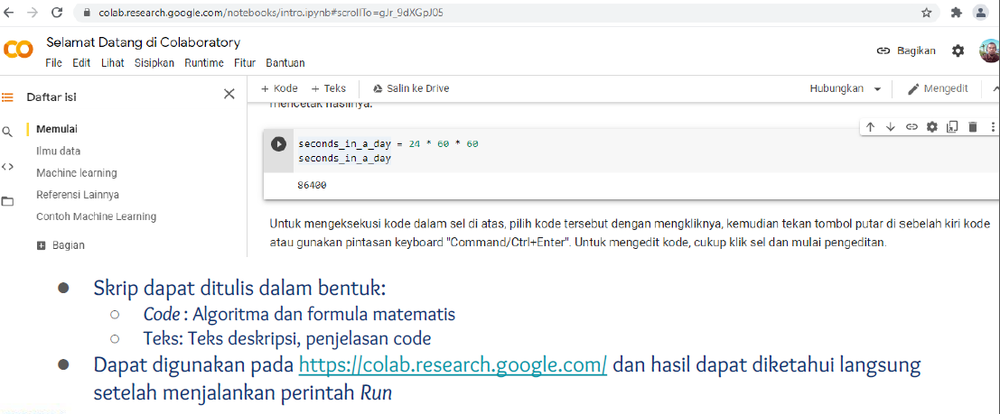 colab.research.google.com/notebooks/intro.ipynb#scrollTo=gJr_9dXGpJ05
Selamat Datang di Colaboratory
File Edit Lihat Sisipkan Runtime Fitur Bantuan
Bagikan
Daftar isi
+ Kode + Teks Salin ke Drive
Hubungkan Mengedit
mencetak hasilnya.
Memulai
Ilmu data
Machine learning
Referensi Lainnya
Contoh Machine Learning
Bagian
seconds_in_a_day = 24 * 60 * 60
seconds_in_a_day
86400
Untuk mengeksekusi kode dalam sel di atas, pilih kode tersebut dengan mengkliknya, kemudian tekan tombol putar di sebelah kiri kode
atau gunakan pintasan keyboard "Command/Ctrl+Enter". Untuk mengedit kode, cukup klik sel dan mulai pengeditan.
● Skrip dapat ditulis dalam bentuk:
○ Code : Algoritma dan formula matematis
○ Teks: Teks deskripsi, penjelasan code
● Dapat digunakan pada https://colab.research.google.com/ dan hasil dapat diketahui langsung
setelah menjalankan perintah Run